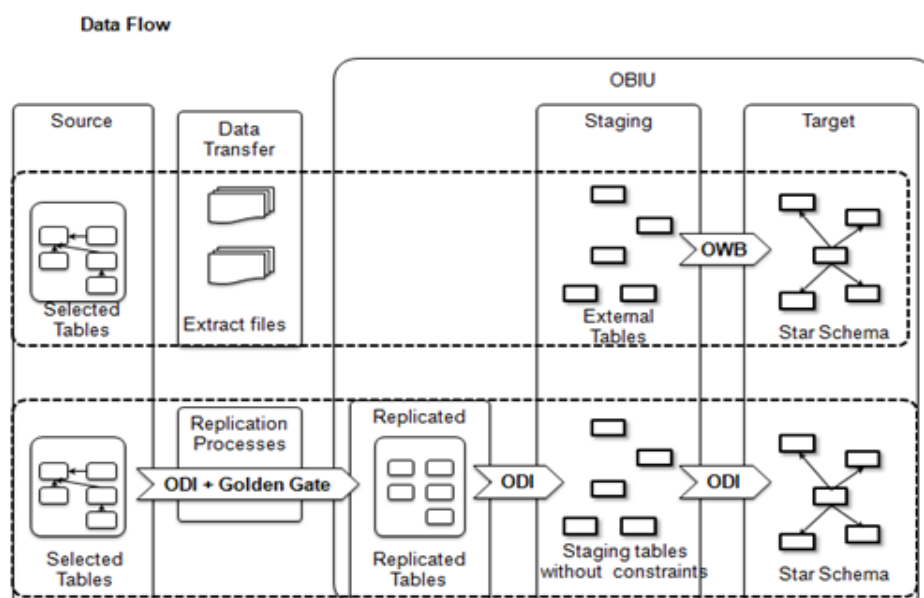 Data Flow
OBIU
Source
Data
Transfer
Staging
Target
Selected
Tables
Extract files
External
Tables
OWB
Star Schema
Replication
Processes
Replicated
ODI + Golden Gate
ODI
ODI
Selected
Tables
Replicated
Tables
Staging tables
without constraints
Star Schema